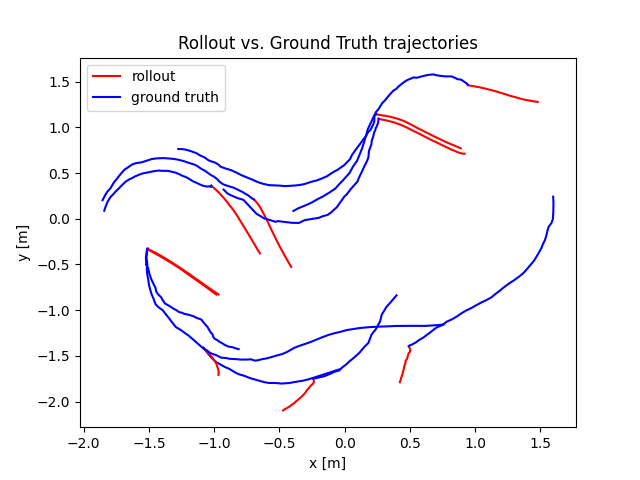 Rollout vs. Ground Truth trajectories
rollout
ground truth
1.5
1.0
0.5
0.0
−0.5
−1.0
−1.5
−2.0
y [m]
−2.0 −1.5 −1.0 −0.5 0.0 0.5 1.0 1.5
x [m]